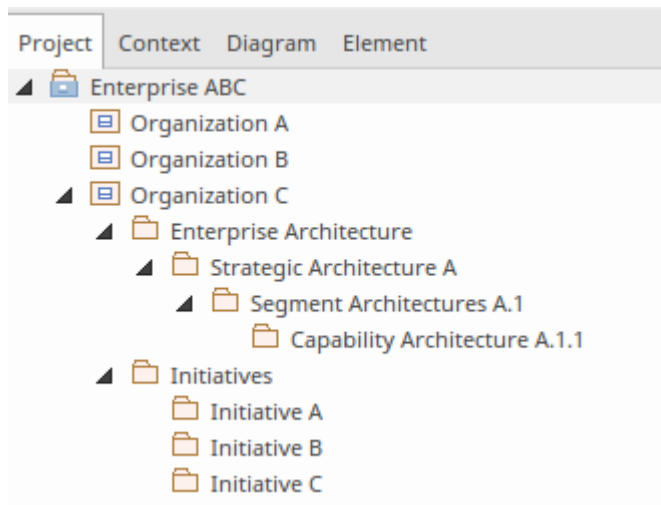 Project Context Diagram Element
Enterprise ABC
Organization A
Organization B
Organization C
Enterprise Architecture
Strategic Architecture A
Segment Architectures A.1
Capability Architecture A.1.1
Initiatives
Initiative A
Initiative B
Initiative C